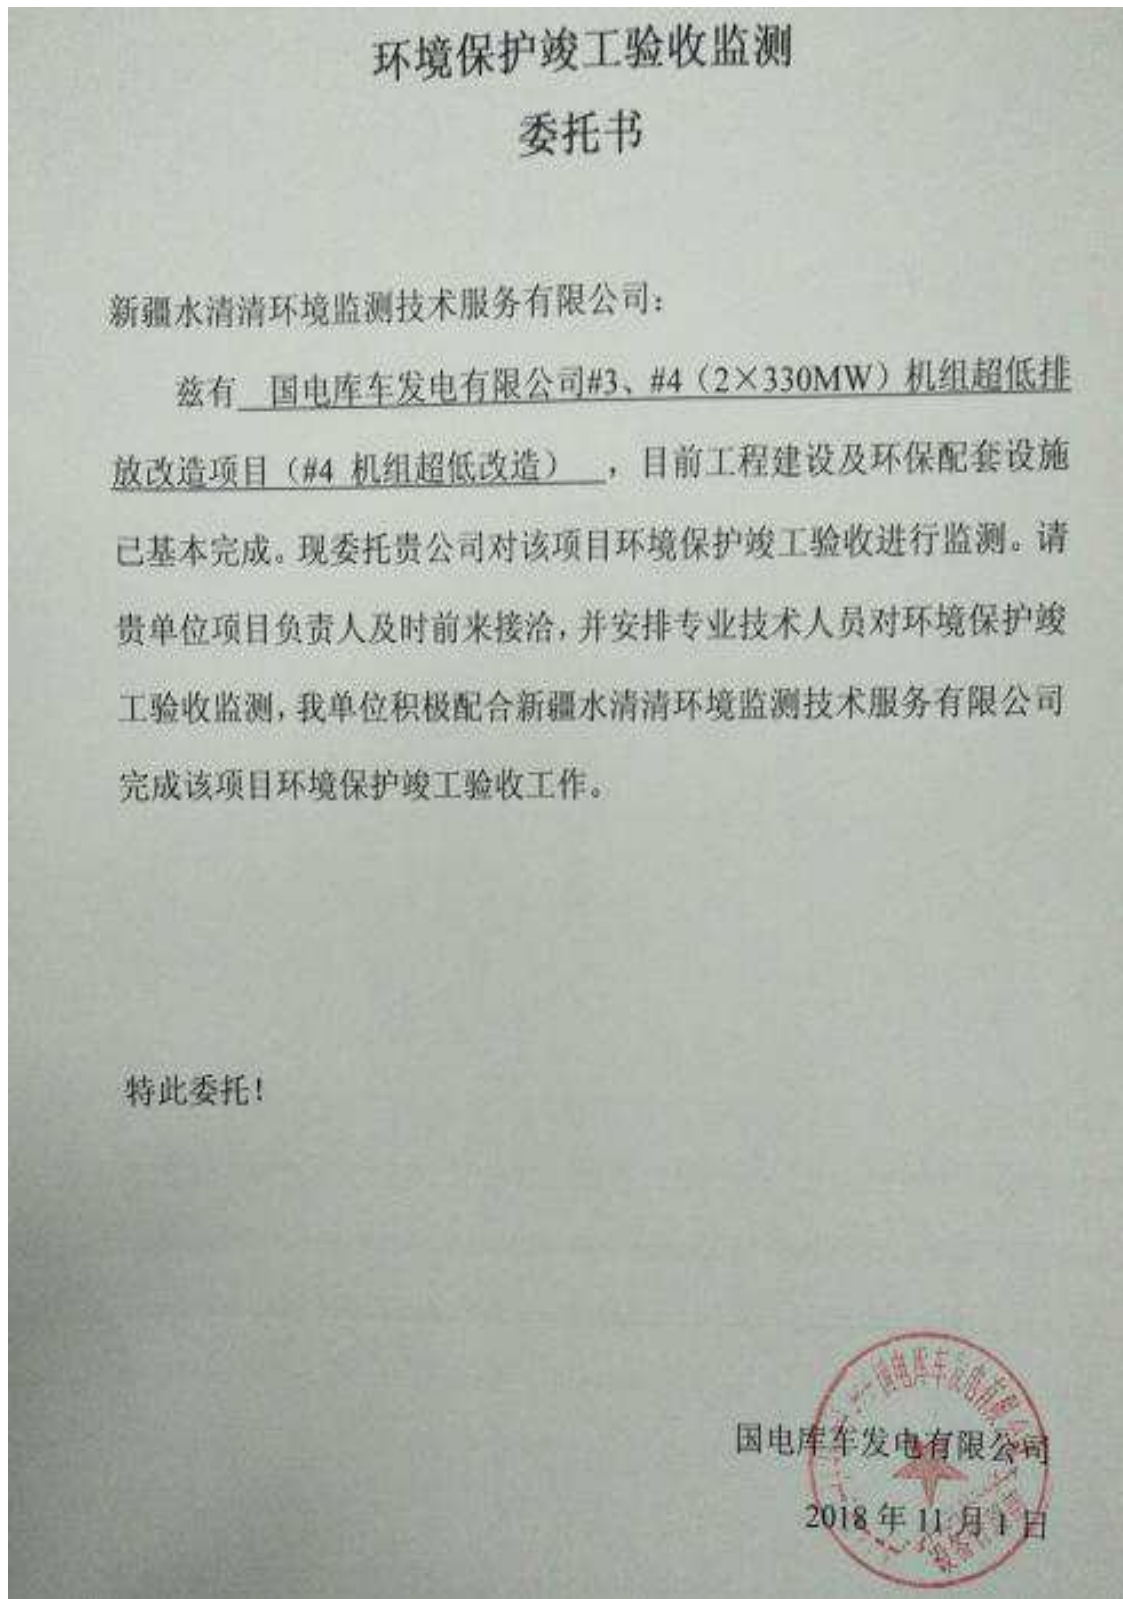 环境保护竣工验收监测
委托书
新疆水清清环境监测技术服务有限公司：
兹有 国电库车发电有限公司#3、#4（2×330MW）机组超低排
放改造项目（#4 机组超低改造） ，目前工程建设及环保配套设施
已基本完成。现委托贵公司对该项目环境保护竣工验收进行监测。请
贵单位项目负责人及时前来接洽，并安排专业技术人员对环境保护竣
工验收监测，我单位积极配合新疆水清清环境监测技术服务有限公司
完成该项目环境保护竣工验收工作。
特此委托！
国电库车发电有限
国电库车发电有限公司
2018 年 11 月 1 日